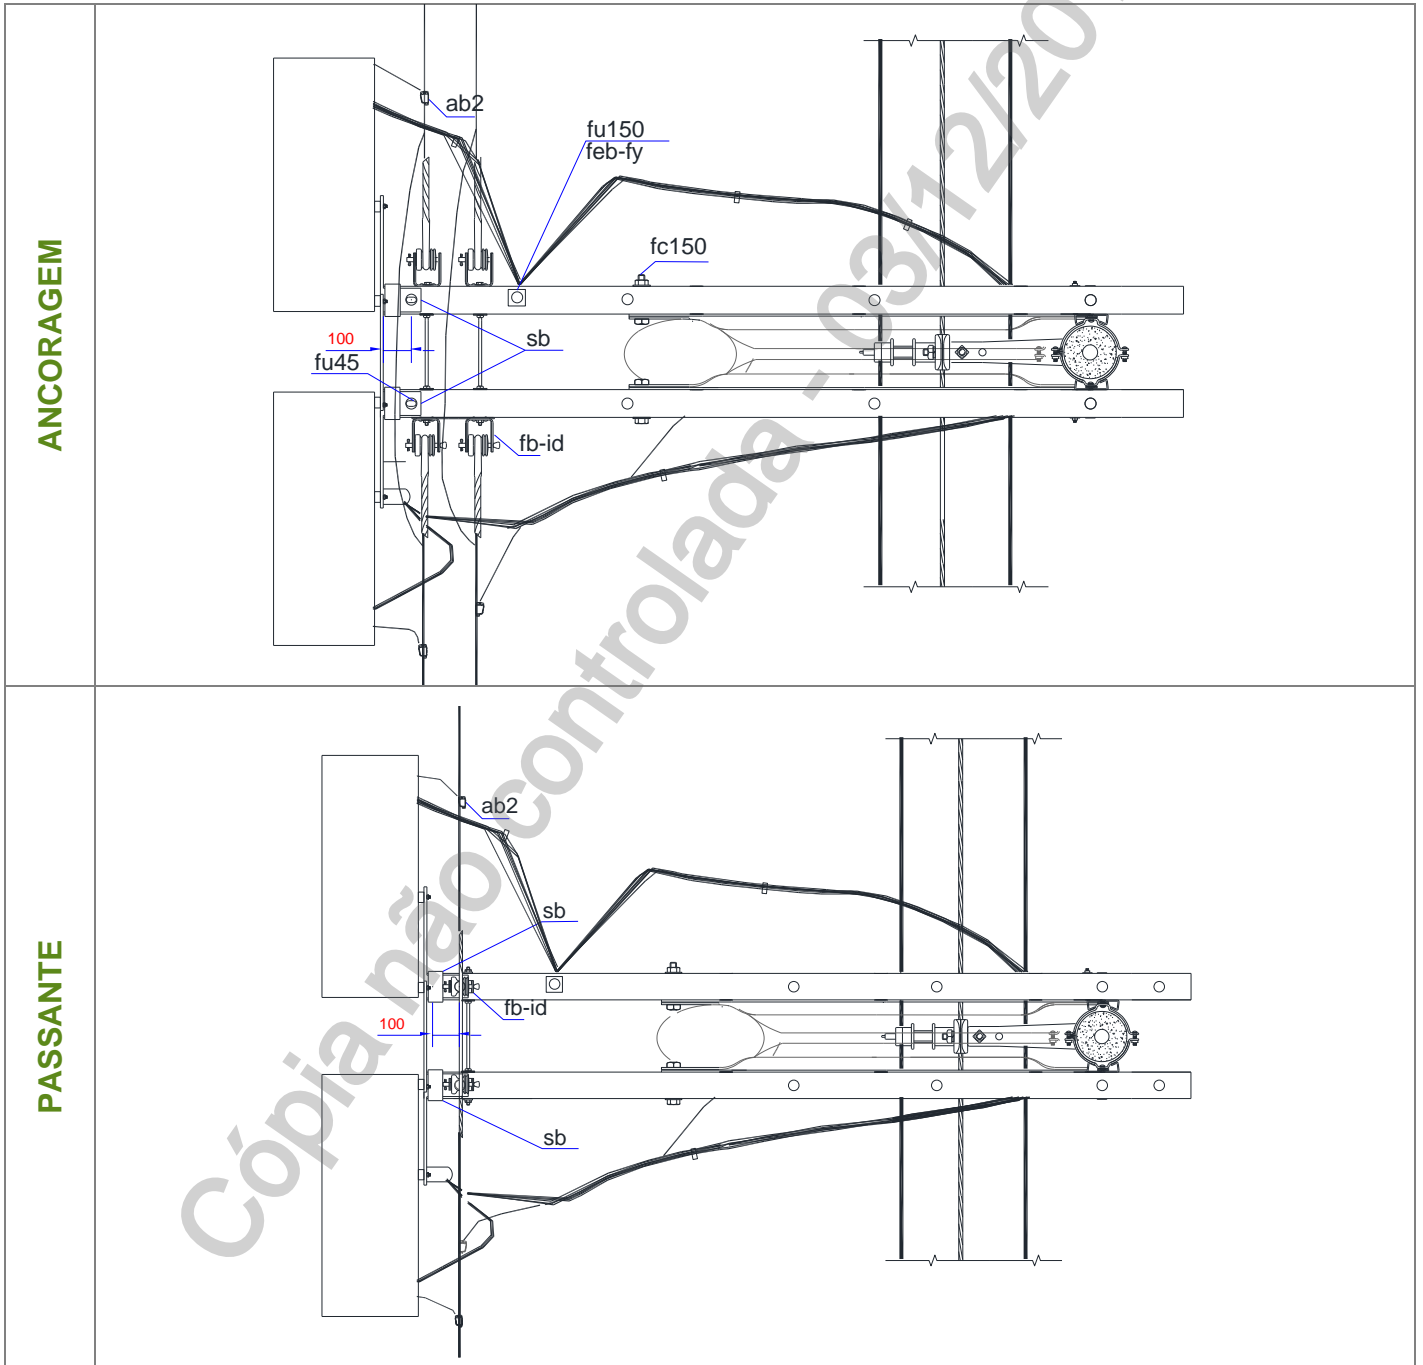 ANCORAGEM
ab2
fu150
feb-fy
fc150
100
sb
fu45
fb-id
PASSANTE
ab2
sb
fb-id
100
sb
Cópia não controlada - 03/12/20